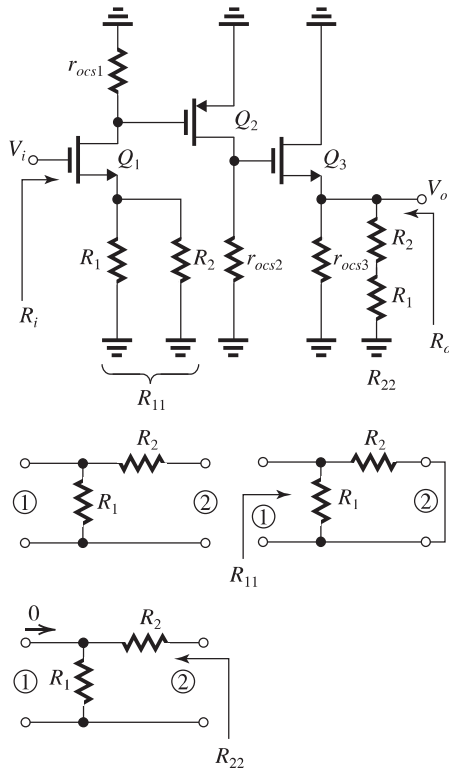 r_ocs1
Q_2
V_i
Q_1
Q_3
V_o
R_1
R_2
r_ocs2
r_ocs3
R_2
R_1
R_i
R_o
R_11
R_22
R_2
①
R_1
②
R_2
①
R_1
②
R_11
0
R_2
①
R_1
②
R_22